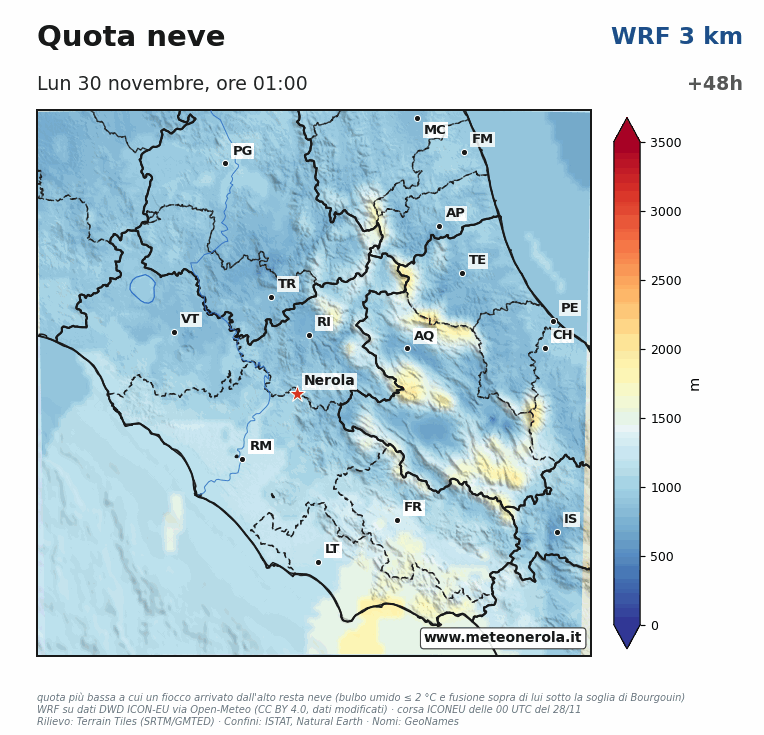 Quota neve
WRF 3 km
Lun 30 novembre, ore 01:00
+48h
MC
FM
PG
AP
TE
TR
PE
VT
RI
AQ
CH
Nerola
RM
FR
IS
LT
www.meteonerola.it
3500
3000
2500
2000
1500
1000
500
0
m
quota più bassa a cui un fiocco arrivato dall'alto resta neve (bulbo umido ≤ 2 °C e fusione sopra di lui sotto la soglia di Bourgouin)
WRF su dati DWD ICON-EU via Open-Meteo (CC BY 4.0, dati modificati) · corsa ICONEU delle 00 UTC del 28/11
Rilievo: Terrain Tiles (SRTM/GMTED) · Confini: ISTAT, Natural Earth · Nomi: GeoNames